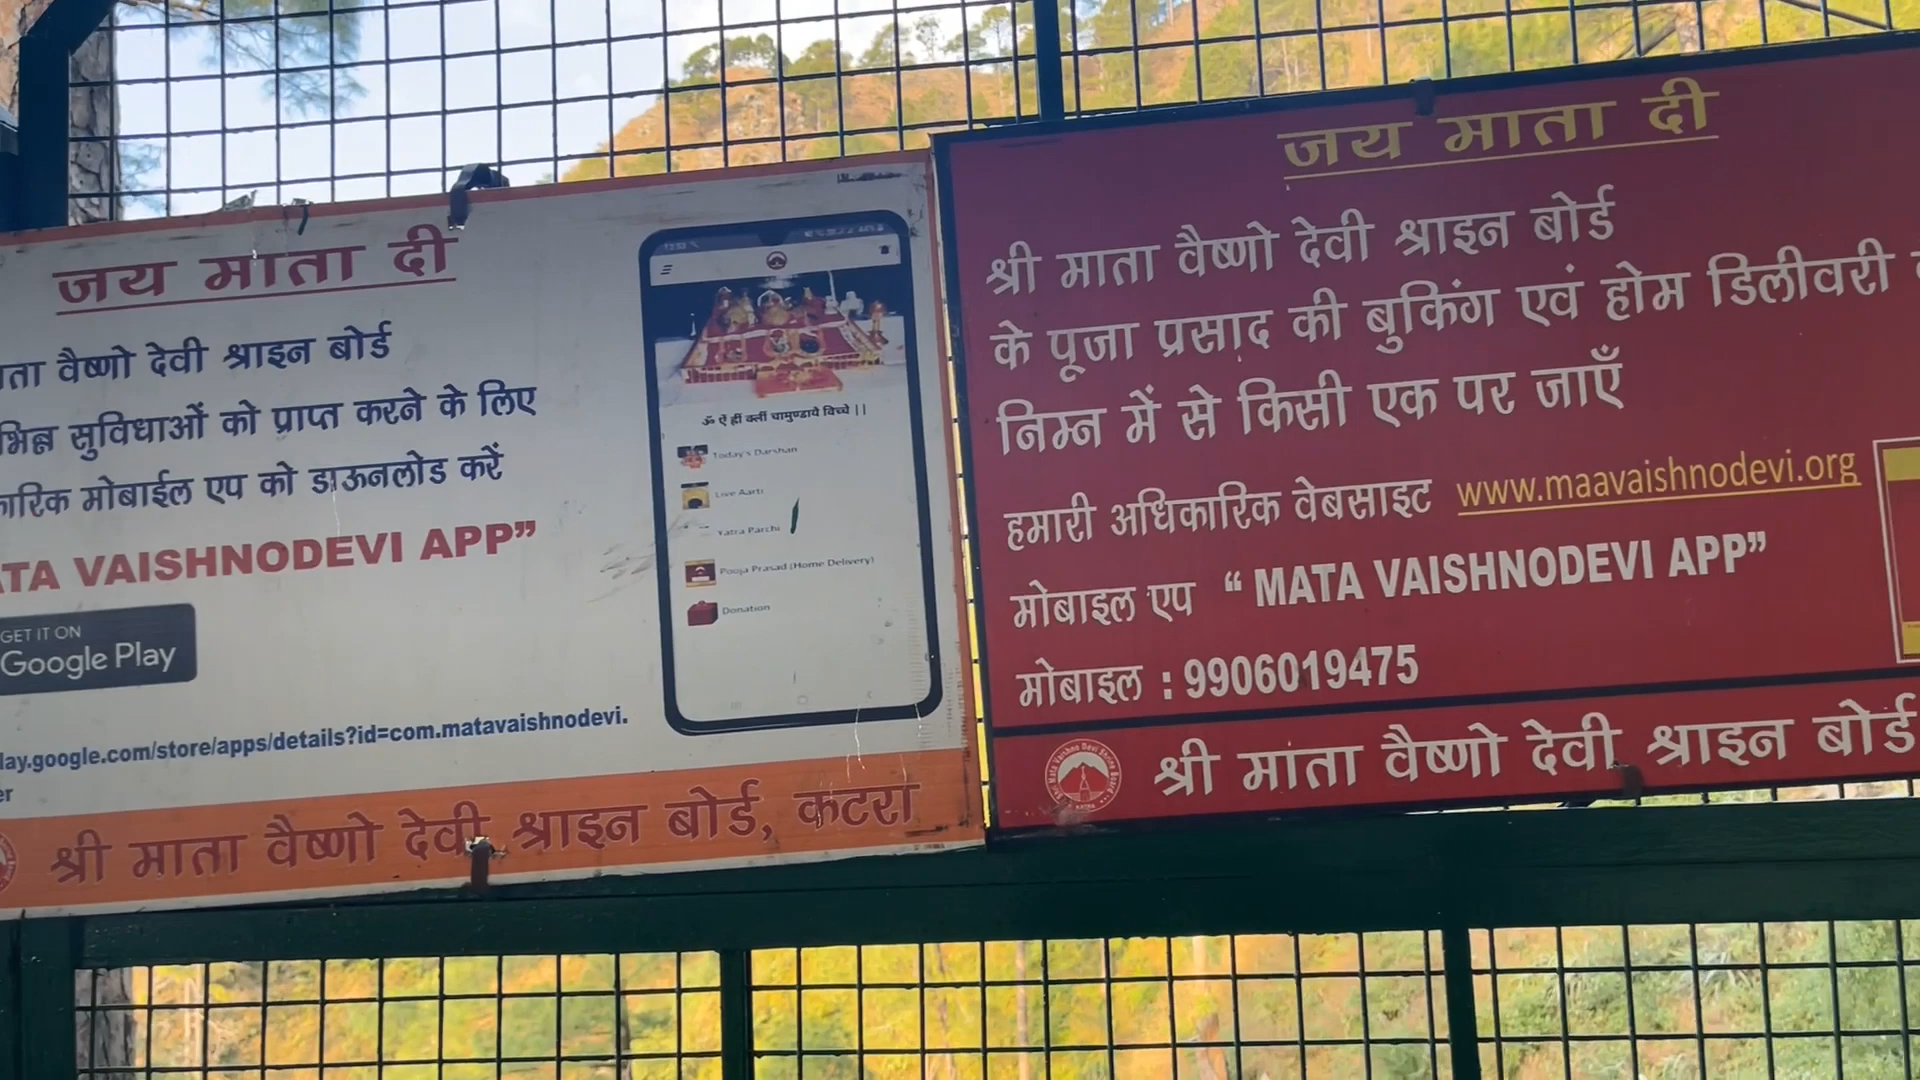 जय माता दी
माता वैष्णो देवी श्राइन बोर्ड
सुविधाओं को प्राप्त करने के लिए
मोबाईल एप को डाऊनलोड करें
VAISHNODEVI APP”
GET IT ON
Google Play
lay.google.com/store/apps/details?id=com.matavaishnodevi.
er
श्री माता वैष्णो देवी श्राइन बोर्ड, कटरा
ॐ ऐं ह्रीं क्लीं चामुण्डायै विच्चे ||
Today's Darshan
Live Aarti
Yatra Parchi
Pooja Prasad (Home Delivery)
Donation
जय माता दी
श्री माता वैष्णो देवी श्राइन बोर्ड
के पूजा प्रसाद की बुकिंग एवं होम डिलीवरी
निम्न में से किसी एक पर जाएँ
हमारी अधिकारिक वेबसाइट www.maavaishnodevi.org
मोबाइल एप “ MATA VAISHNODEVI APP”
मोबाइल : 9906019475
श्री माता वैष्णो देवी श्राइन बोर्ड